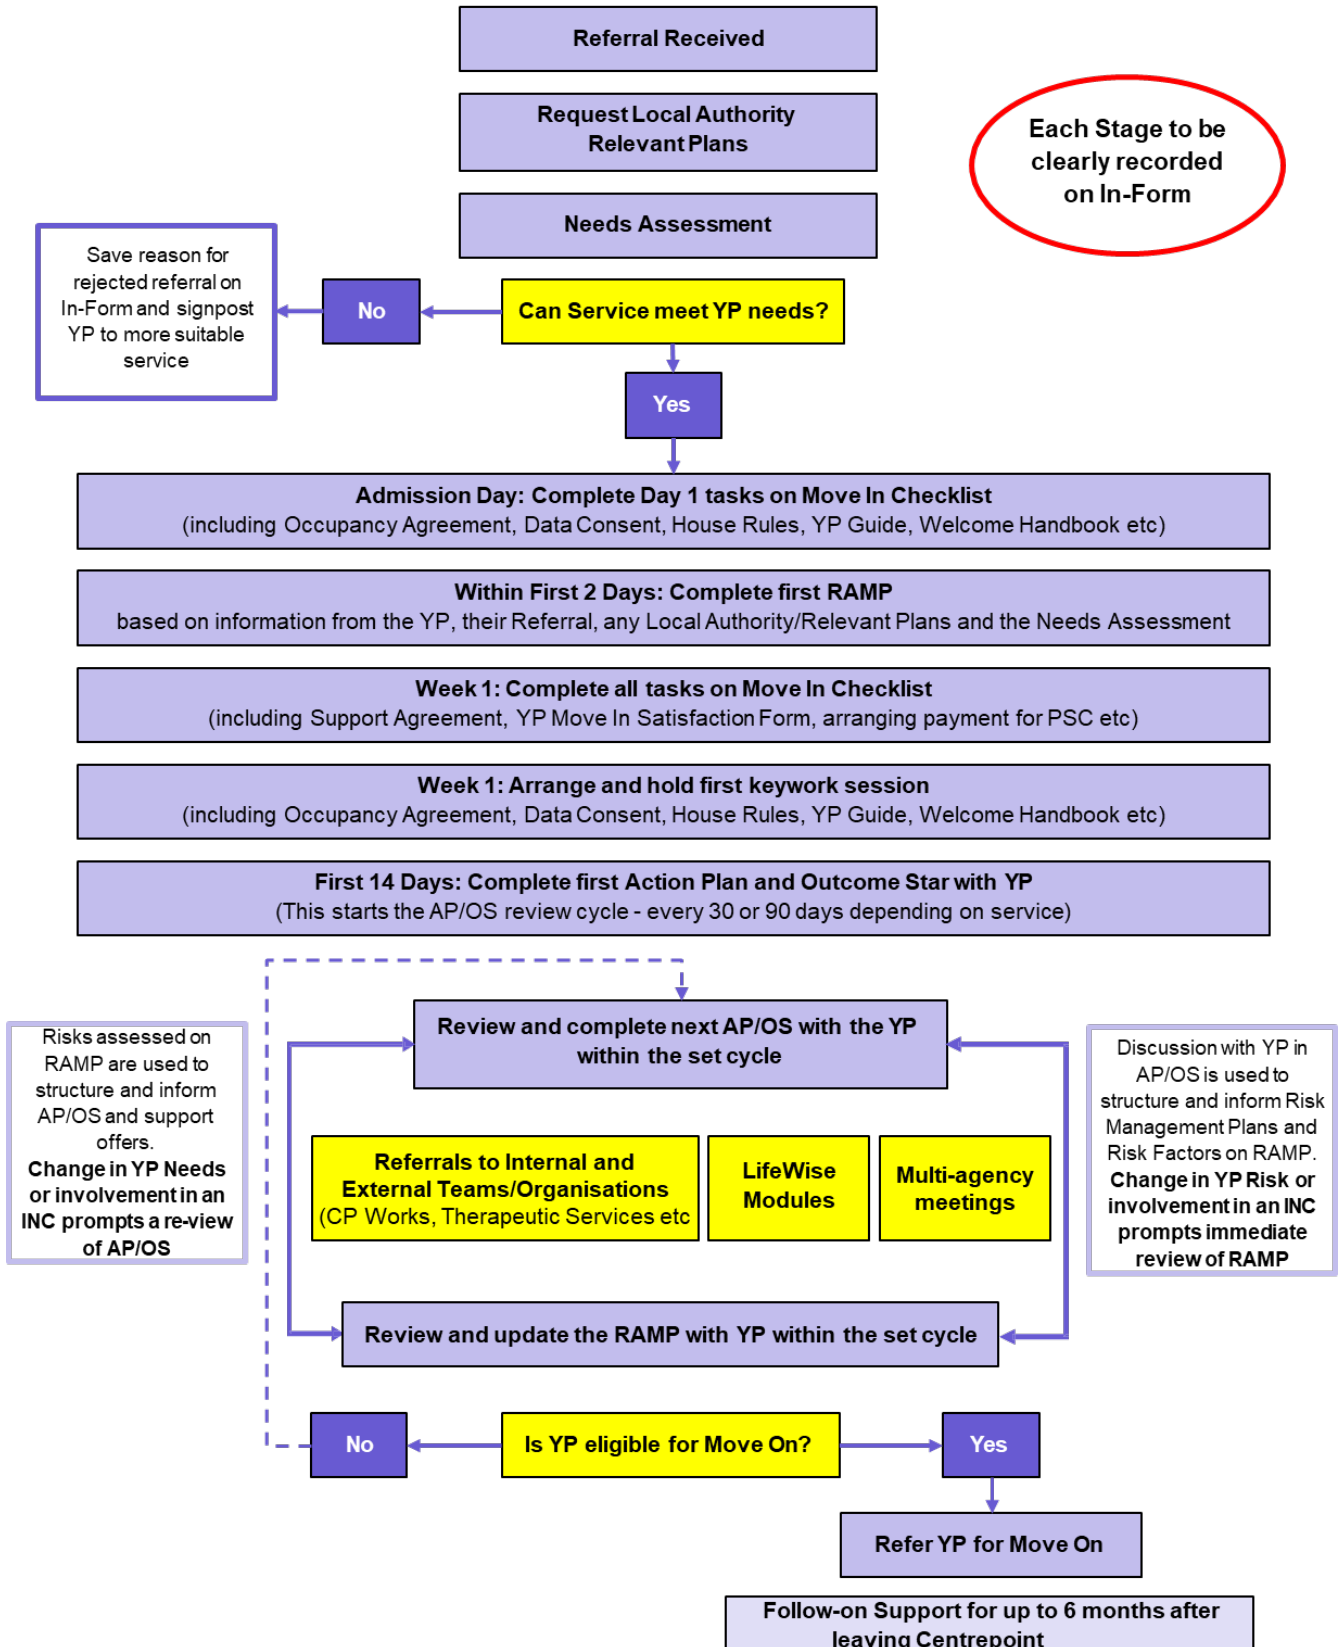 Referral Received
Request Local Authority
Relevant Plans
Each Stage to be
clearly recorded
on In-Form
Needs Assessment
Save reason for
rejected referral on
In-Form and signpost
YP to more suitable
service
No
Can Service meet YP needs?
Yes
Admission Day: Complete Day 1 tasks on Move In Checklist
(including Occupancy Agreement, Data Consent, House Rules, YP Guide, Welcome Handbook etc)
Within First 2 Days: Complete first RAMP
based on information from the YP, their Referral, any Local Authority/Relevant Plans and the Needs Assessment
Week 1: Complete all tasks on Move In Checklist
(including Support Agreement, YP Move In Satisfaction Form, arranging payment for PSC etc)
Week 1: Arrange and hold first keywork session
(including Occupancy Agreement, Data Consent, House Rules, YP Guide, Welcome Handbook etc)
First 14 Days: Complete first Action Plan and Outcome Star with YP
(This starts the AP/OS review cycle - every 30 or 90 days depending on service)
Review and complete next AP/OS with the YP
within the set cycle
Risks assessed on
RAMP are used to
structure and inform
AP/OS and support
offers.
Change in YP Needs
or involvement in an
INC prompts a re-view
of AP/OS
Referrals to Internal and
External Teams/Organisations
(CP Works, Therapeutic Services etc
LifeWise
Modules
Multi-agency
meetings
Discussion with YP in
AP/OS is used to
structure and inform Risk
Management Plans and
Risk Factors on RAMP.
Change in YP Risk or
involvement in an INC
prompts immediate
review of RAMP
Review and update the RAMP with YP within the set cycle
No
Is YP eligible for Move On?
Yes
Refer YP for Move On
Follow-on Support for up to 6 months after
leaving Centrepoint